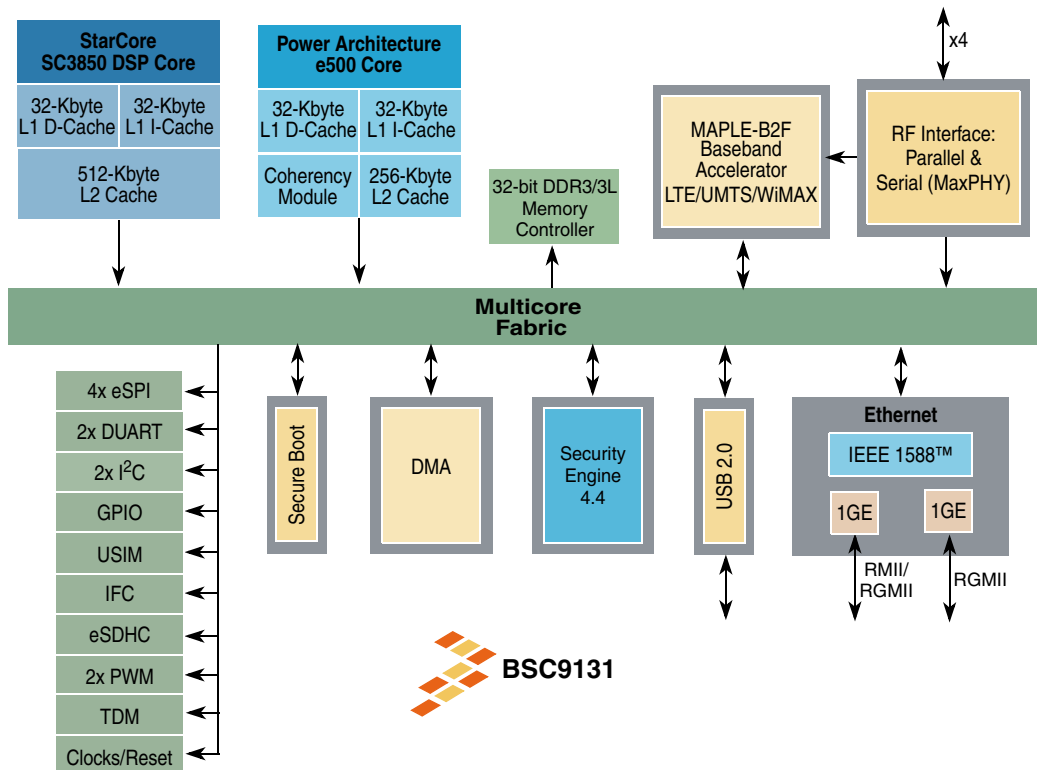 StarCore
SC3850 DSP Core
32-Kbyte
L1 D-Cache
32-Kbyte
L1 I-Cache
512-Kbyte
L2 Cache
Power Architecture
e500 Core
32-Kbyte
L1 D-Cache
32-Kbyte
L1 I-Cache
Coherency
Module
256-Kbyte
L2 Cache
32-bit DDR3/3L
Memory
Controller
MAPLE-B2F
Baseband
Accelerator
LTE/UMTS/WiMAX
x4
RF Interface:
Parallel &
Serial (MaxPHY)
Multicore
Fabric
4x eSPI
2x DUART
2x I²C
GPIO
USIM
IFC
eSDHC
2x PWM
TDM
Clocks/Reset
Secure Boot
DMA
Security
Engine
4.4
USB 2.0
Ethernet
IEEE 1588™
1GE
1GE
RMII/
RGMII
RGMII
BSC9131